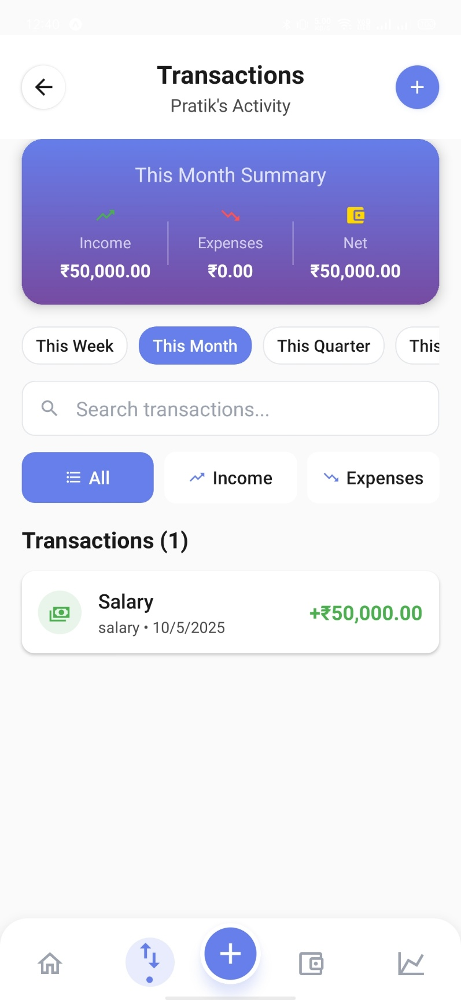 12:40
Transactions
Pratik's Activity
This Month Summary
Income Expenses Net
₹50,000.00 ₹0.00 ₹50,000.00
This Week This Month This Quarter This
Search transactions...
All Income Expenses
Transactions (1)
Salary
salary • 10/5/2025
+₹50,000.00